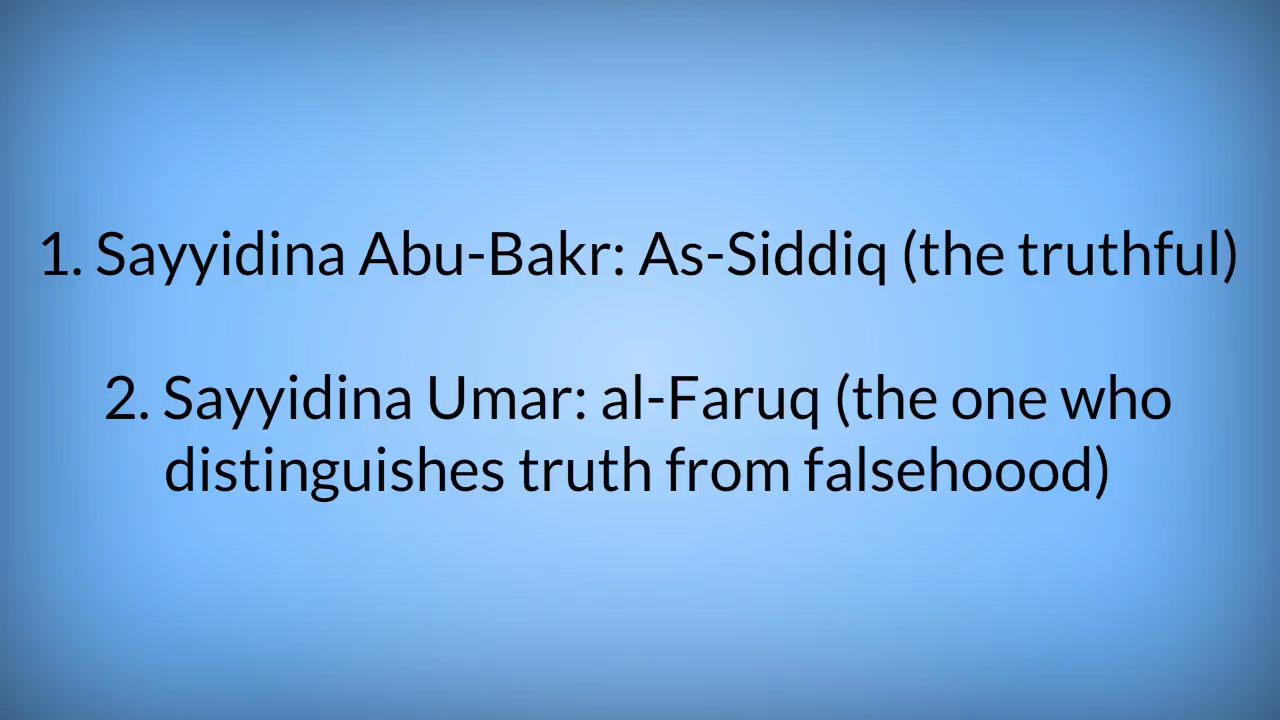 1. Sayyidina Abu-Bakr: As-Siddiq (the truthful)
2. Sayyidina Umar: al-Faruq (the one who
distinguishes truth from falsehoood)